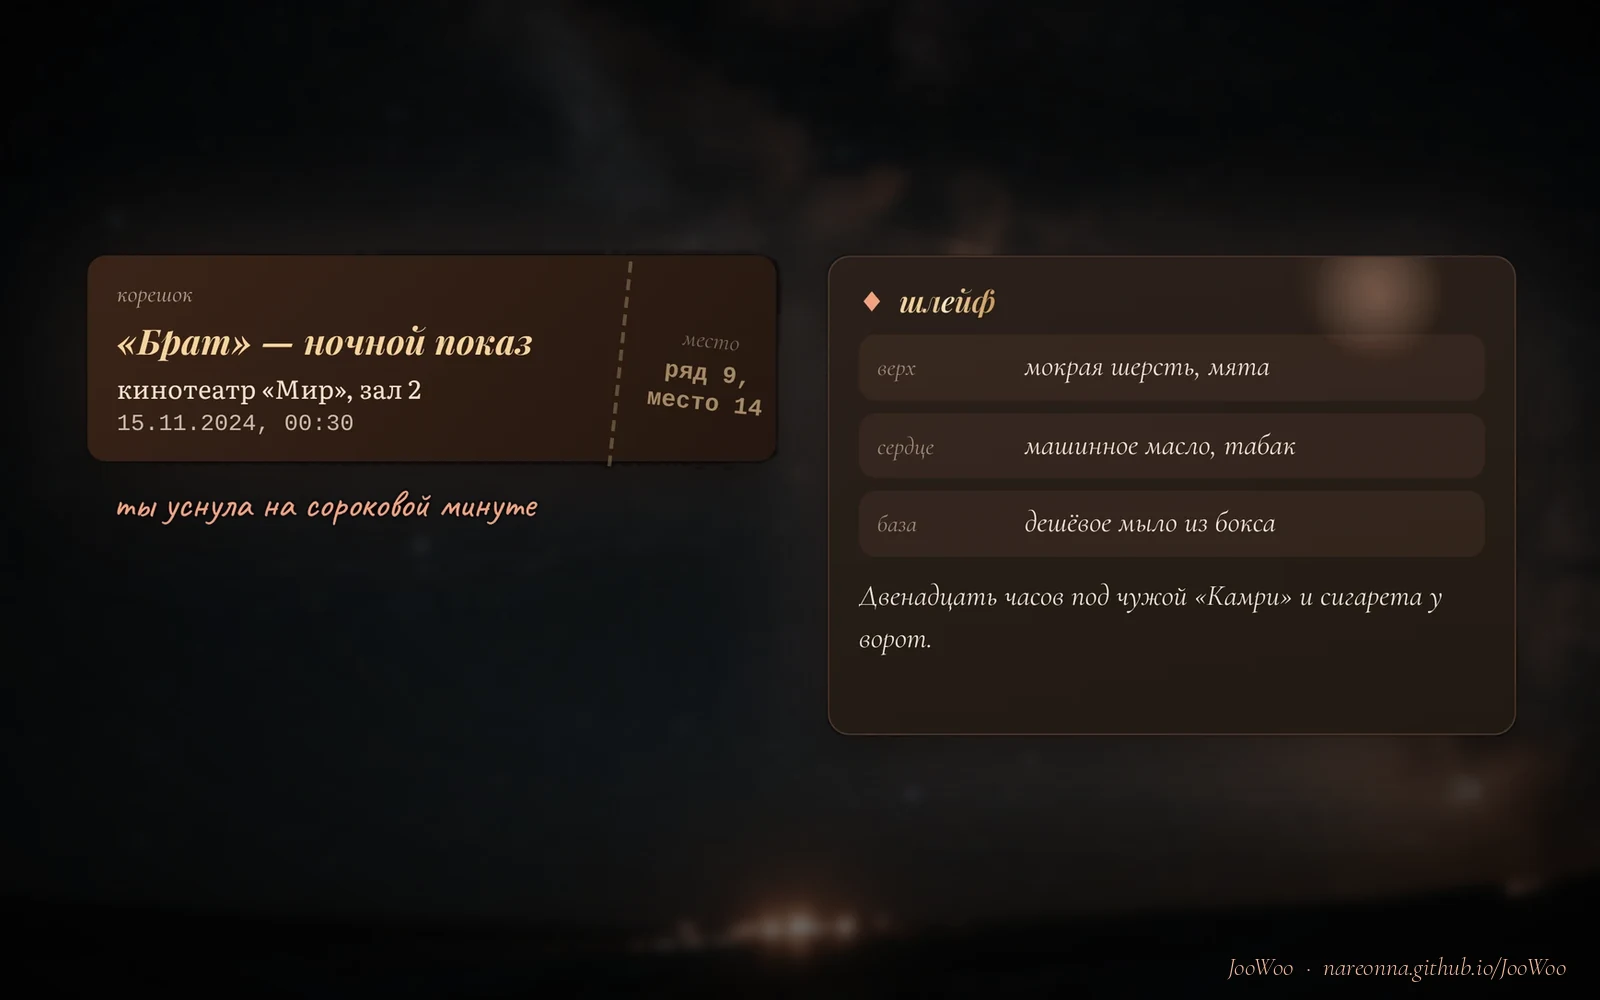 корешок
«Брат» — ночной показ
кинотеатр «Мир», зал 2
15.11.2024, 00:30
место
ряд 9,
место 14
ты уснула на сороковой минуте
шлейф
верх мокрая шерсть, мята
сердце машинное масло, табак
база дешёвое мыло из бокса
Двенадцать часов под чужой «Камри» и сигарета у
ворот.
JooWoo · nareonna.github.io/JooWoo